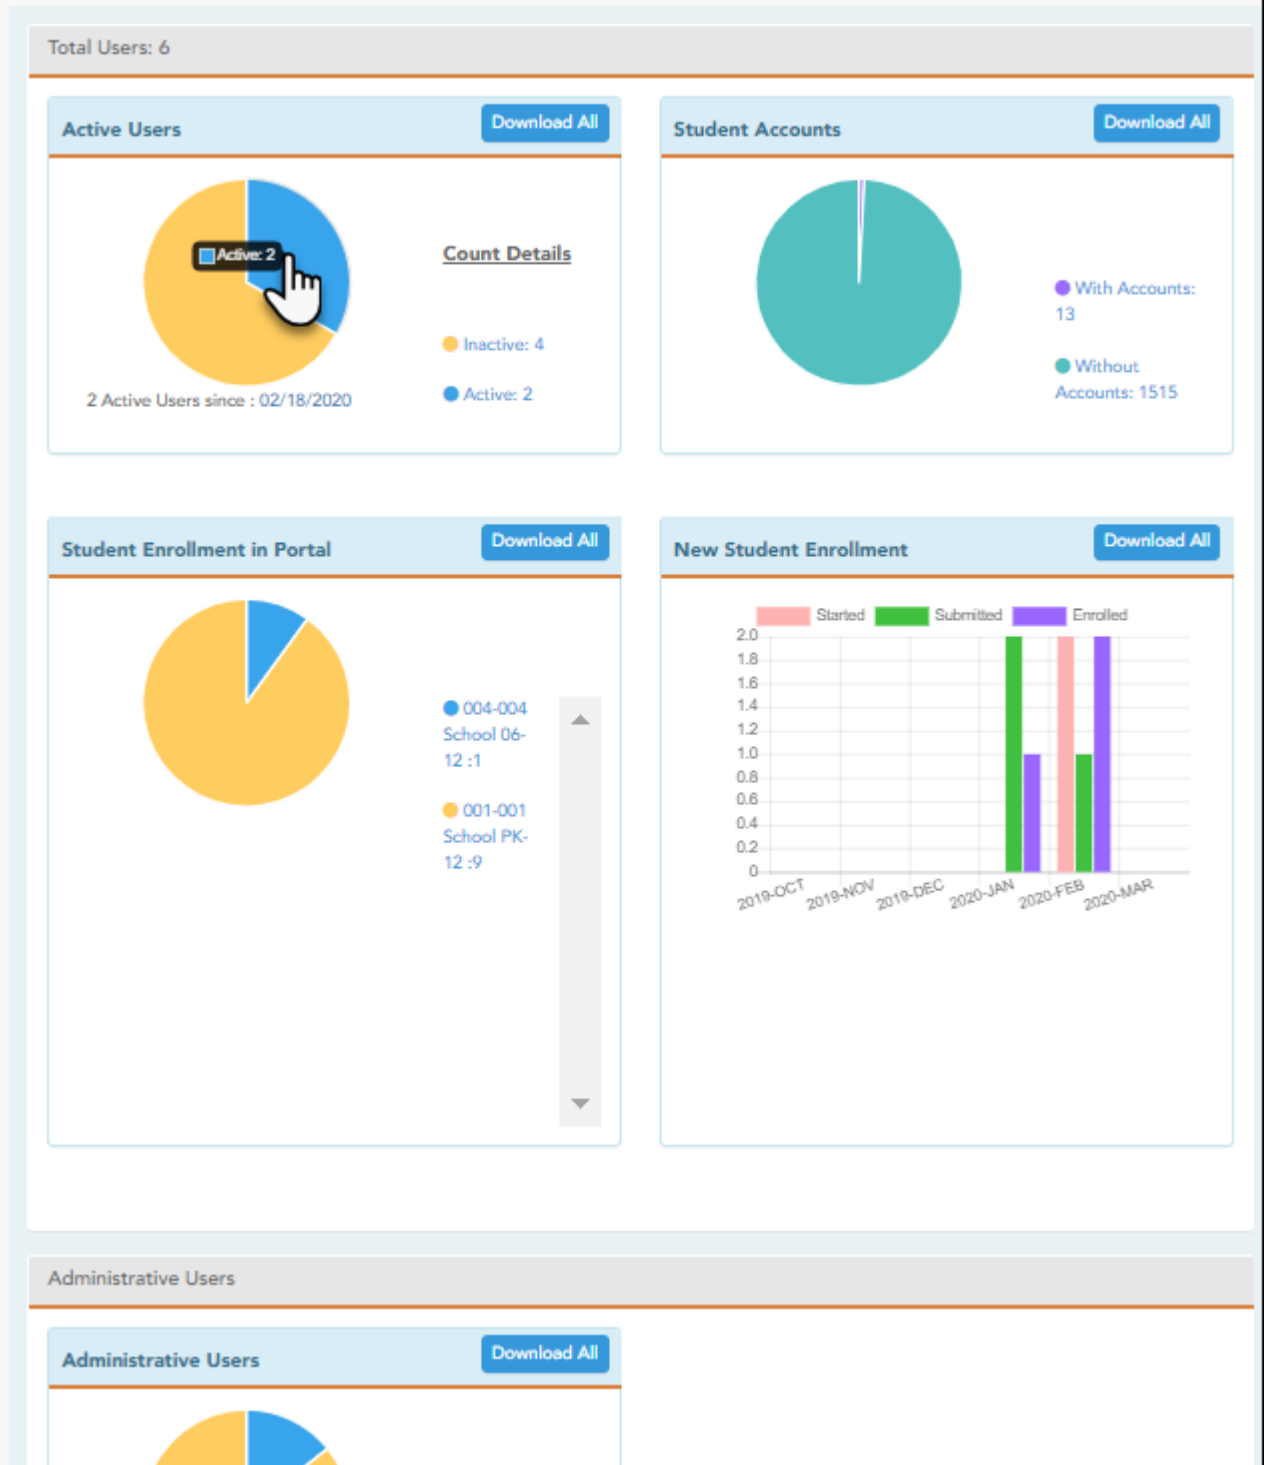 Total Users: 6
Active Users
Download All
Active: 2
Count Details
Inactive: 4
Active: 2
2 Active Users since : 02/18/2020
Student Accounts
Download All
With Accounts:
13
Without
Accounts: 1515
Student Enrollment in Portal
Download All
004-004
School 06-
12 :1
001-001
School PK-
12 :9
New Student Enrollment
Download All
Started Submitted Enrolled
2.0
1.8
1.6
1.4
1.2
1.0
0.8
0.6
0.4
0.2
0
2019-OCT 2019-NOV 2019-DEC 2020-JAN 2020-FEB 2020-MAR
Administrative Users
Administrative Users
Download All